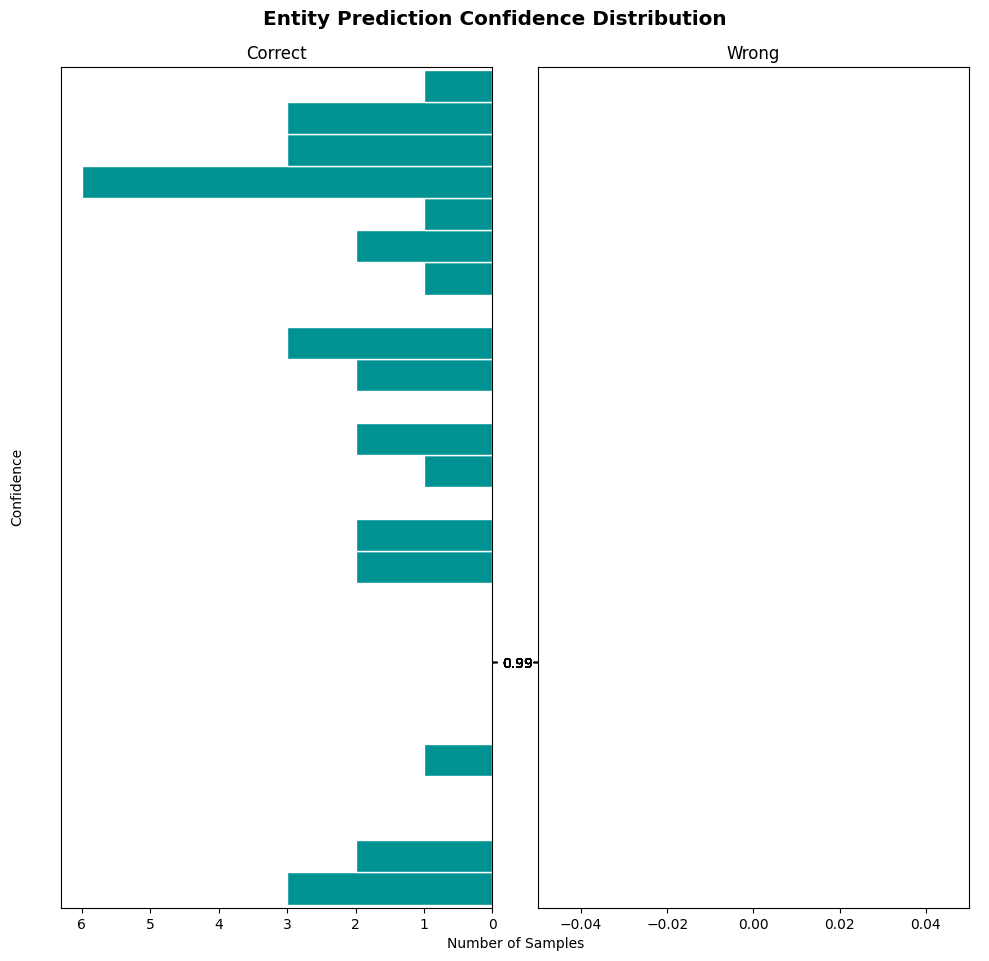 Entity Prediction Confidence Distribution
Correct
Wrong
Confidence
0.99
6 5 4 3 2 1 0
−0.04 −0.02 0.00 0.02 0.04
Number of Samples